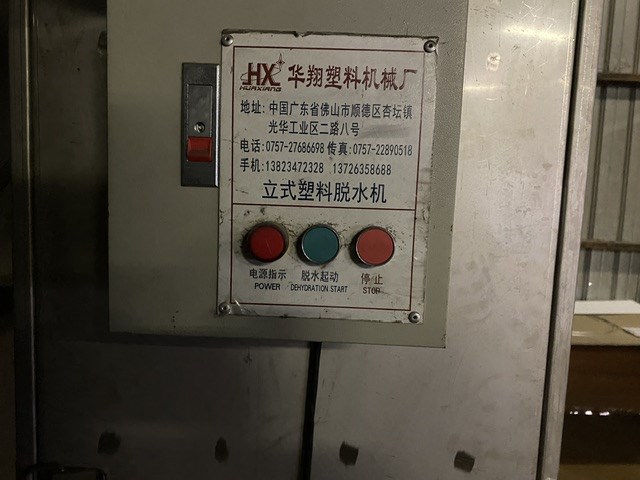 HX 华翔塑料机械厂
HUAXIANG
地址: 中国广东省佛山市顺德区杏坛镇
光华工业区二路八号
电话:0757-27686698 传真:0757-22890518
手机:13823472328 13726358688
立式塑料脱水机
电源指示 脱水起动 停止
POWER DEHYDRATION START STOP